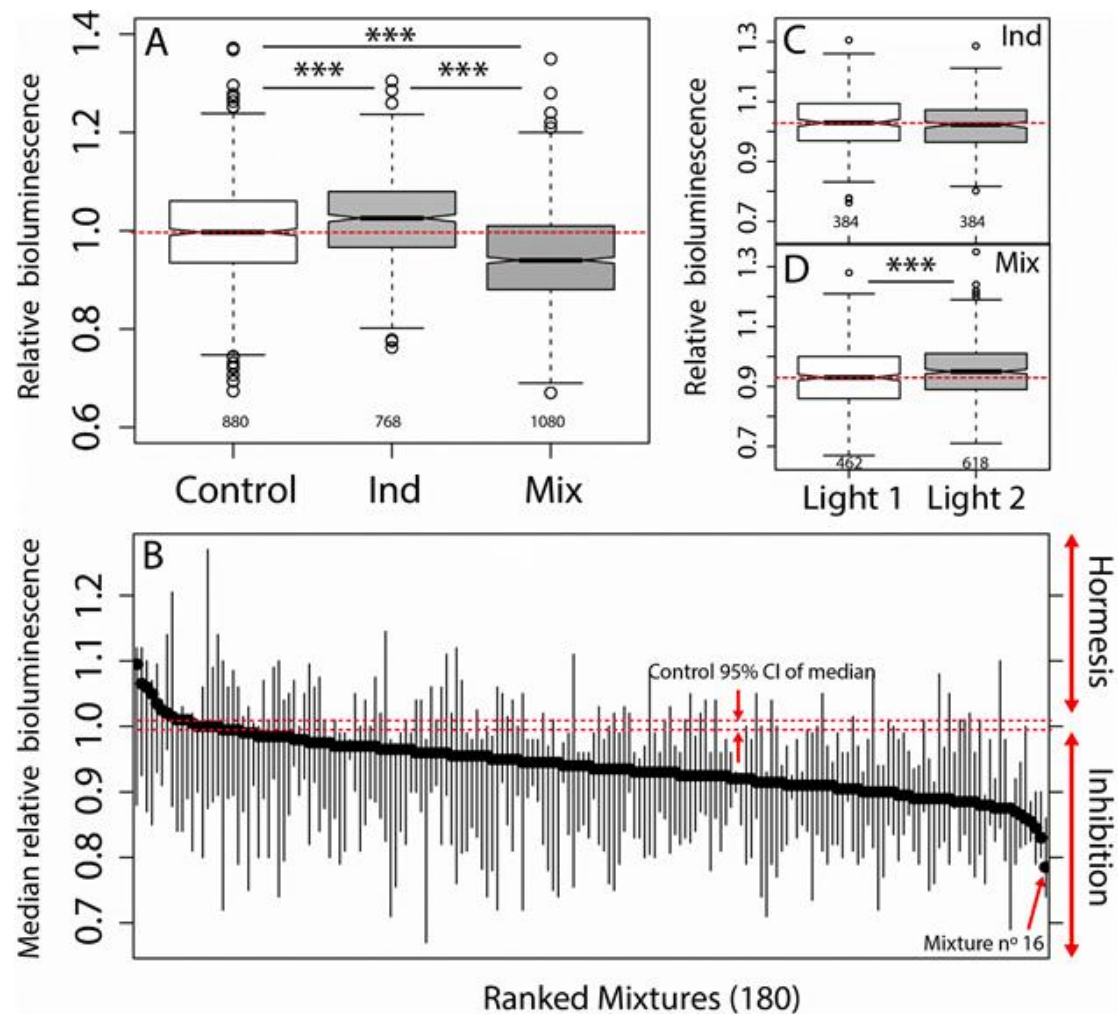 A
***
*** ***
Relative bioluminescence
1.4
1.2
1.0
0.8
0.6
880 768 1080
Control Ind Mix
C Ind
Relative bioluminescence
1.3
1.1
0.9
0.7
384 384
D Mix
***
1.3
1.1
0.9
0.7
462 618
Light 1 Light 2
B
Median relative bioluminescence
1.2
1.1
1.0
0.9
0.8
0.7
Control 95% CI of median
Mixture nº 16
Hormesis
Inhibition
Ranked Mixtures (180)